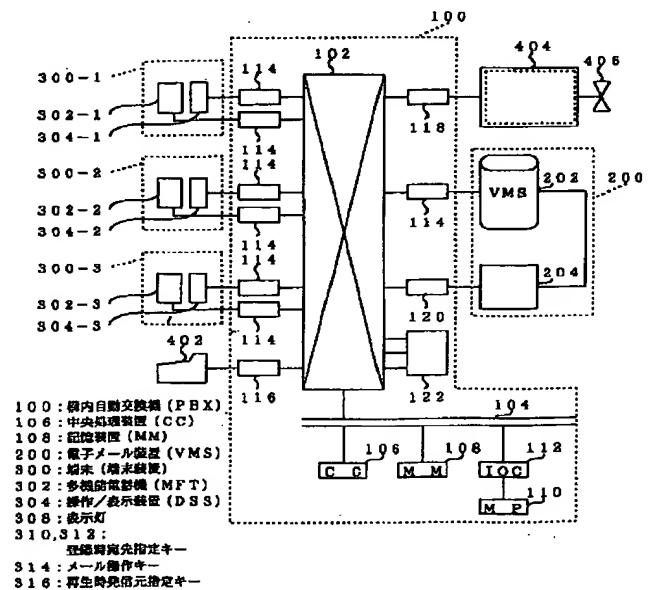 100
102
404
406
300-1
302-1
304-1
114
114
118
300-2
302-2
304-2
114
114
114
VMS
202
200
300-3
302-3
304-3
114
114
120
204
402
116
122
104
CC
106
MM
108
IOC
112
MP
110
100:構内自動交換機(PBX)
106:中央処理装置(CC)
108:記憶装置(MM)
200:電子メール装置(VMS)
300:端末(端末装置)
302:多機能電話機(MFT)
304:操作/表示装置(DSS)
308:表示灯
310,312:
登録時宛先指定キー
314:メール操作キー
316:再生時発信元指定キー